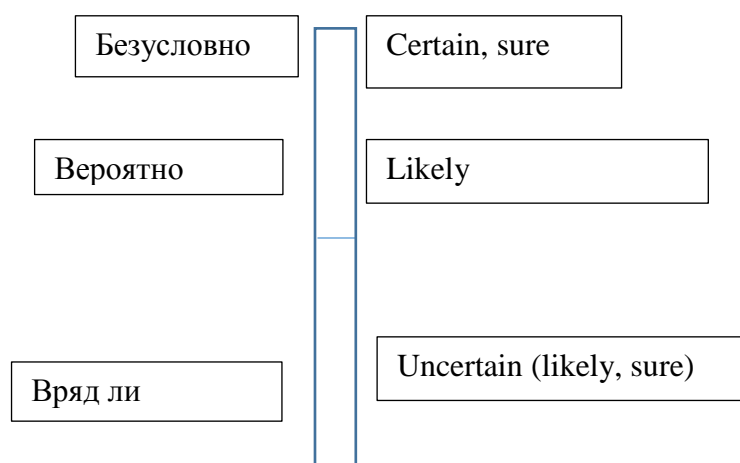 Безусловно
Certain, sure
Вероятно
Likely
Вряд ли
Uncertain (likely, sure)